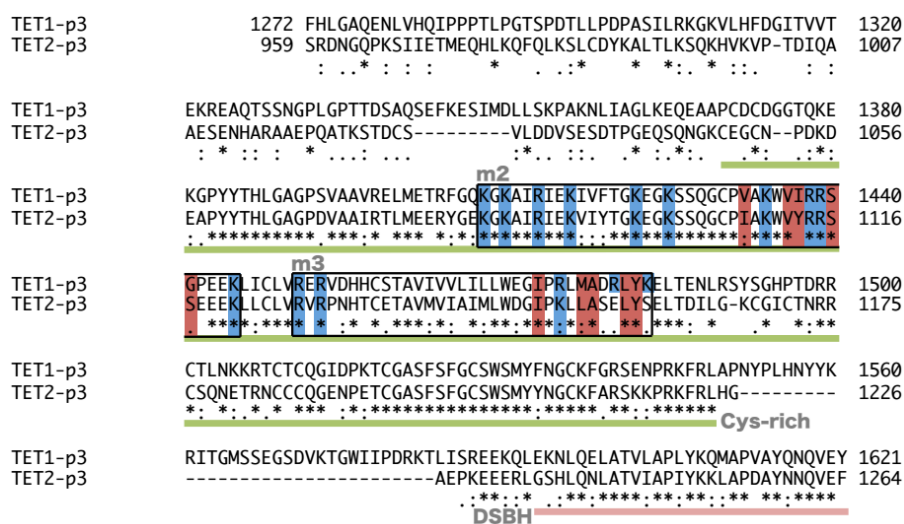 TET1-p3 1272 FHLGAQENLVHQIPPPTLPGTSPDTLLPDPASILRKGKVLHFDGITVVT 1320
TET2-p3 959 SRDNGQPKSIIETMEQHLKQFQLKSLCDYKALTLKSQKHVKVP-TDIQA 1007
: ..* : : : * . .:* * *:. * ::. : :
TET1-p3 EKREAQTSSNGPLGPTTDSAQSEFKESIMDLLSKPAKNLIAGLKEQEAAPCDCDGGTQKE 1380
TET2-p3 AESENHARAAEPQATKSTDCS---------VLDDVSESDTPGEQSQNGKCEGCN--PDKD 1056
: * :: : * ...: .. :*.. :. * :.*:. .*: .:*:
m2
TET1-p3 KGPYYTHLGAGPSVAAVRELMETRFGQKGKAIRIEKIVFTGKEGKSSQGCPVAKWVIRRS 1440
TET2-p3 EAPYYTHLGAGPDVAAIRTLMEERYGEKGKAIRIEKVIYTGKEGKSSQGCPIAKWVYRRS 1116
:.**********.***:* *** *:*:*********:::************:**** ***
m3
TET1-p3 GPEEKLICLVRERVDHHCSTAVIVVLILLWEGIPRLMADRLYKELTENLRSYSGHPTDRR 1500
TET2-p3 SEEEKLLCLVRVRPNHTCETAVMVIAIMLWDGIPKLLASELYSELTDILG-KCGICTNRR 1175
. ****:**** * :* *.***:*: *:**:***:*:*..**.***: * .* *:**
TET1-p3 CTLNKKRTCTCQGIDPKTCGASFSFGCSWSMYFNGCKFGRSENPRKFRLAPNYPLHNYYK 1560
TET2-p3 CSQNETRNCCCQGENPETCGASFSFGCSWSMYYNGCKFARSKKPRKFRLHG--------- 1226
*: *:.*.* *** :*:***************:*****.**::******
Cys-rich
TET1-p3 RITGMSSEGSDVKTGWIIPDRKTLISREEKQLEKNLQELATVLAPLYKQMAPVAYQNQVEY 1621
TET2-p3 -----------------------AEPKEEERLGSHLQNLATVIAPIYKKLAPDAYNNQVEF 1264
.:**::* .:**:****:**:**::** **:****
DSBH